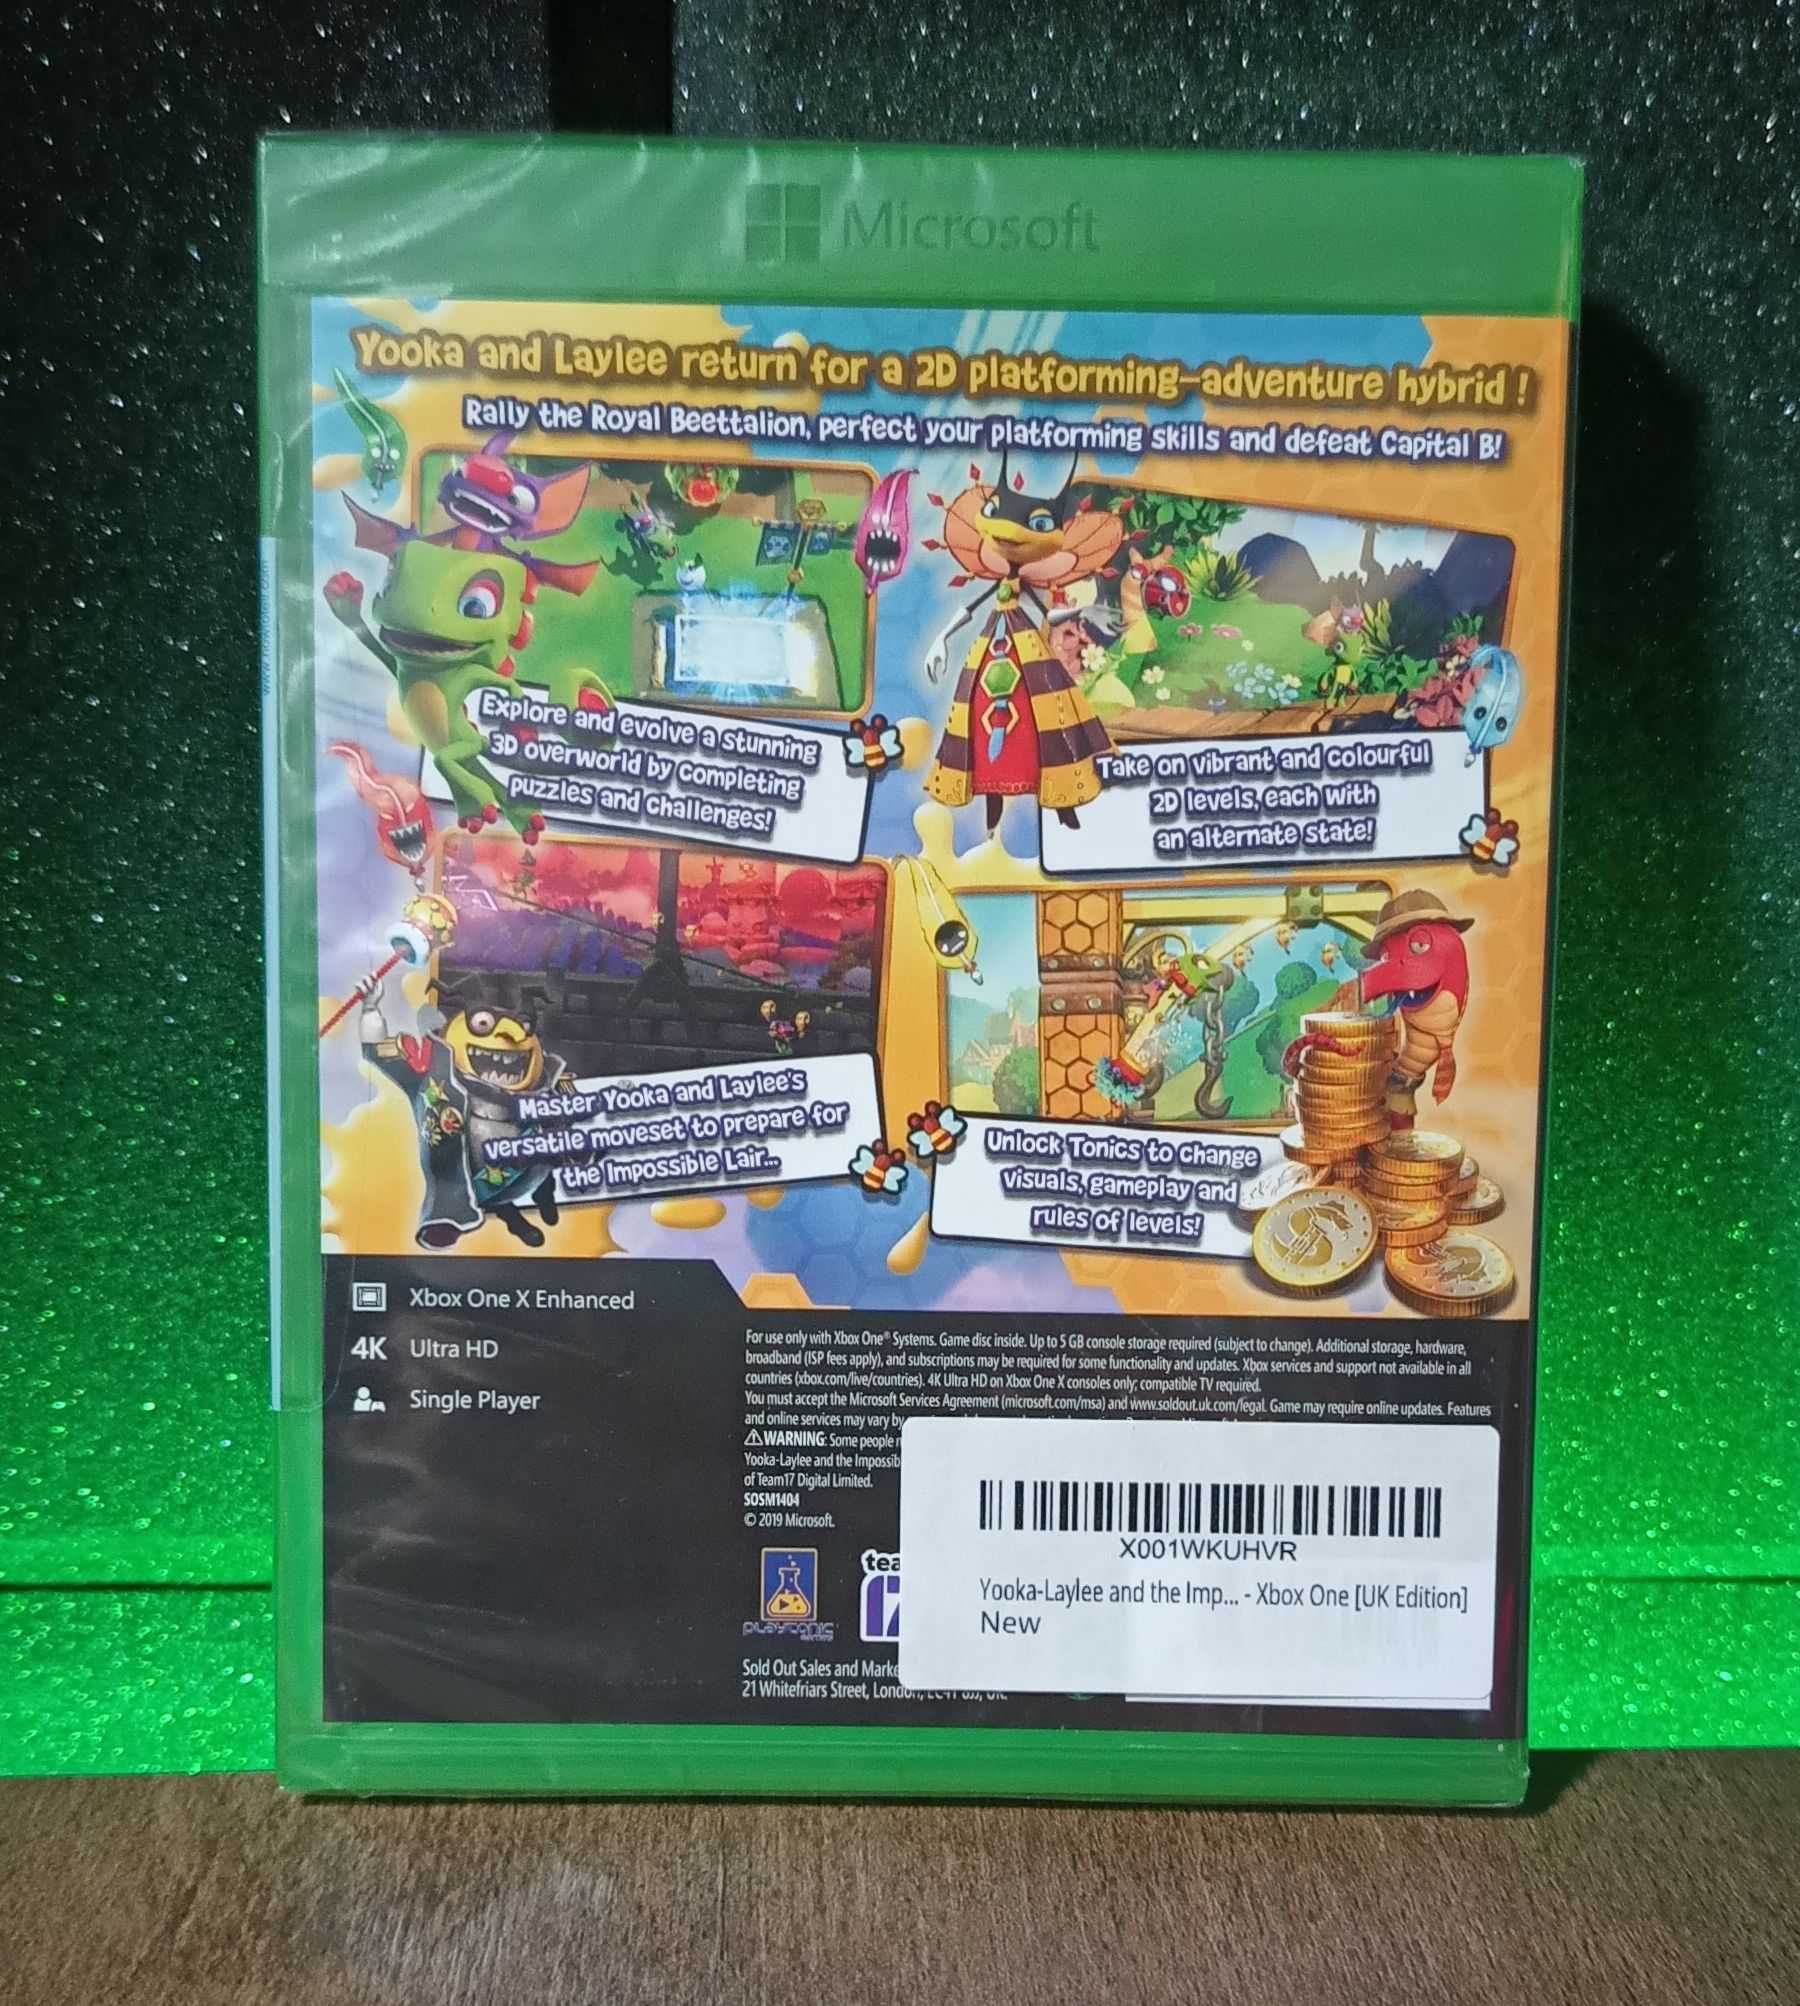 Microsoft
Yooka and Laylee return for a 2D platforming-adventure hybrid !
Rally the Royal Beettalion, perfect your platforming skills and defeat Capital B!
Explore and evolve a stunning
3D overworld by completing
puzzles and challenges!
Take on vibrant and colourful
2D levels, each with
an alternate state!
Master Yooka and Laylee's
versatile moveset to prepare for
the Impossible Lair...
Unlock Tonics to change
visuals, gameplay and
rules of levels!
Xbox One X Enhanced
4K Ultra HD
Single Player
For use only with Xbox One® Systems. Game disc inside. Up to 5 GB console storage required (subject to change). Additional storage, hardware,
broadband (ISP fees apply), and subscriptions may be required for some functionality and updates. Xbox services and support not available in all
countries (xbox.com/live/countries). 4K Ultra HD on Xbox One X consoles only; compatible TV required.
You must accept the Microsoft Services Agreement (microsoft.com/msa) and www.soldout.uk.com/legal. Game may require online updates. Features
and online services may vary by
⚠WARNING: Some people
Yooka-Laylee and the Impossib
of Team17 Digital Limited.
SOSM1404
© 2019 Microsoft.
PLAYTONIC
GAMES
tea
17
Sold Out Sales and Marke
21 Whitefriars Street, London,
X001WKUHVR
Yooka-Laylee and the Imp... - Xbox One [UK Edition]
New